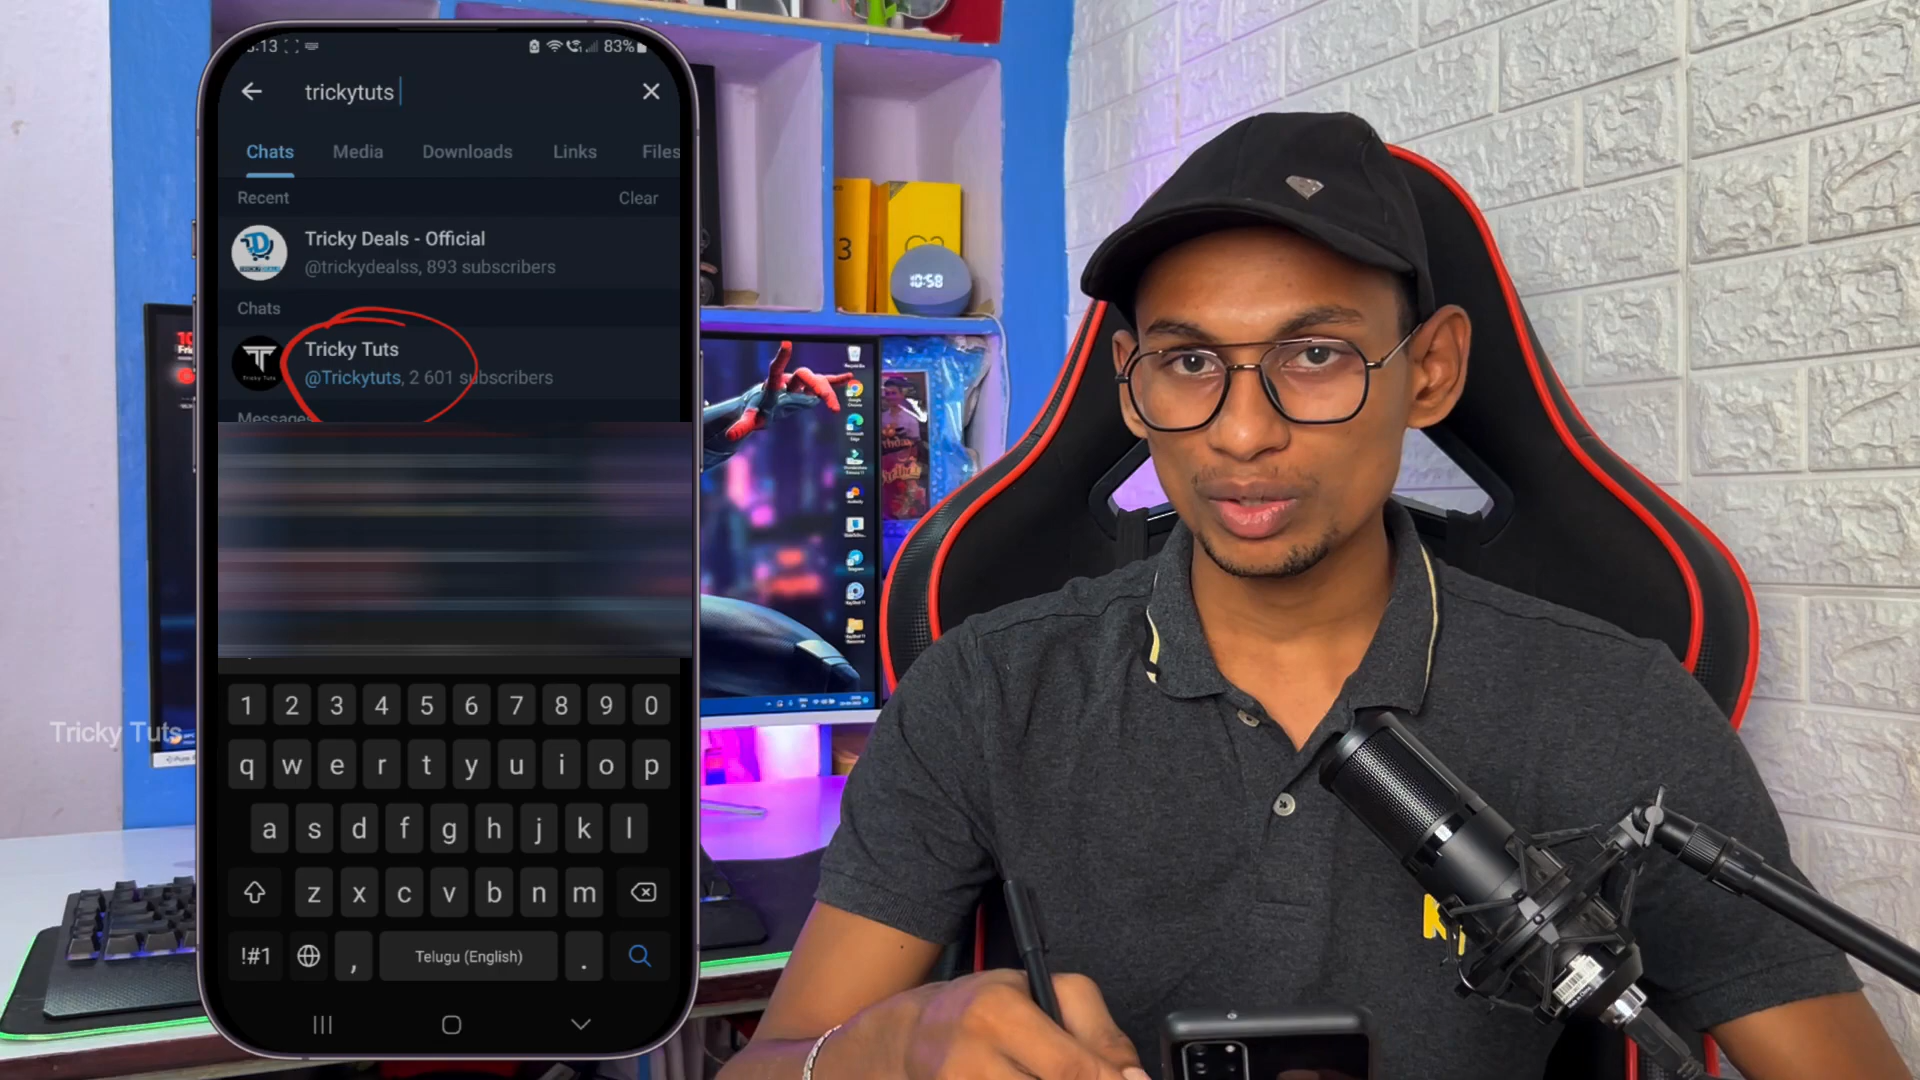 :13 83%
trickytuts
Chats Media Downloads Links Files
Recent Clear
Tricky Deals - Official
@trickydealss, 893 subscribers
Chats
Tricky Tuts
@Trickytuts, 2 601 subscribers
Messages
1 2 3 4 5 6 7 8 9 0
q w e r t y u i o p
a s d f g h j k l
z x c v b n m
!#1 , Telugu (English) .
Tricky Tuts
10:58
3